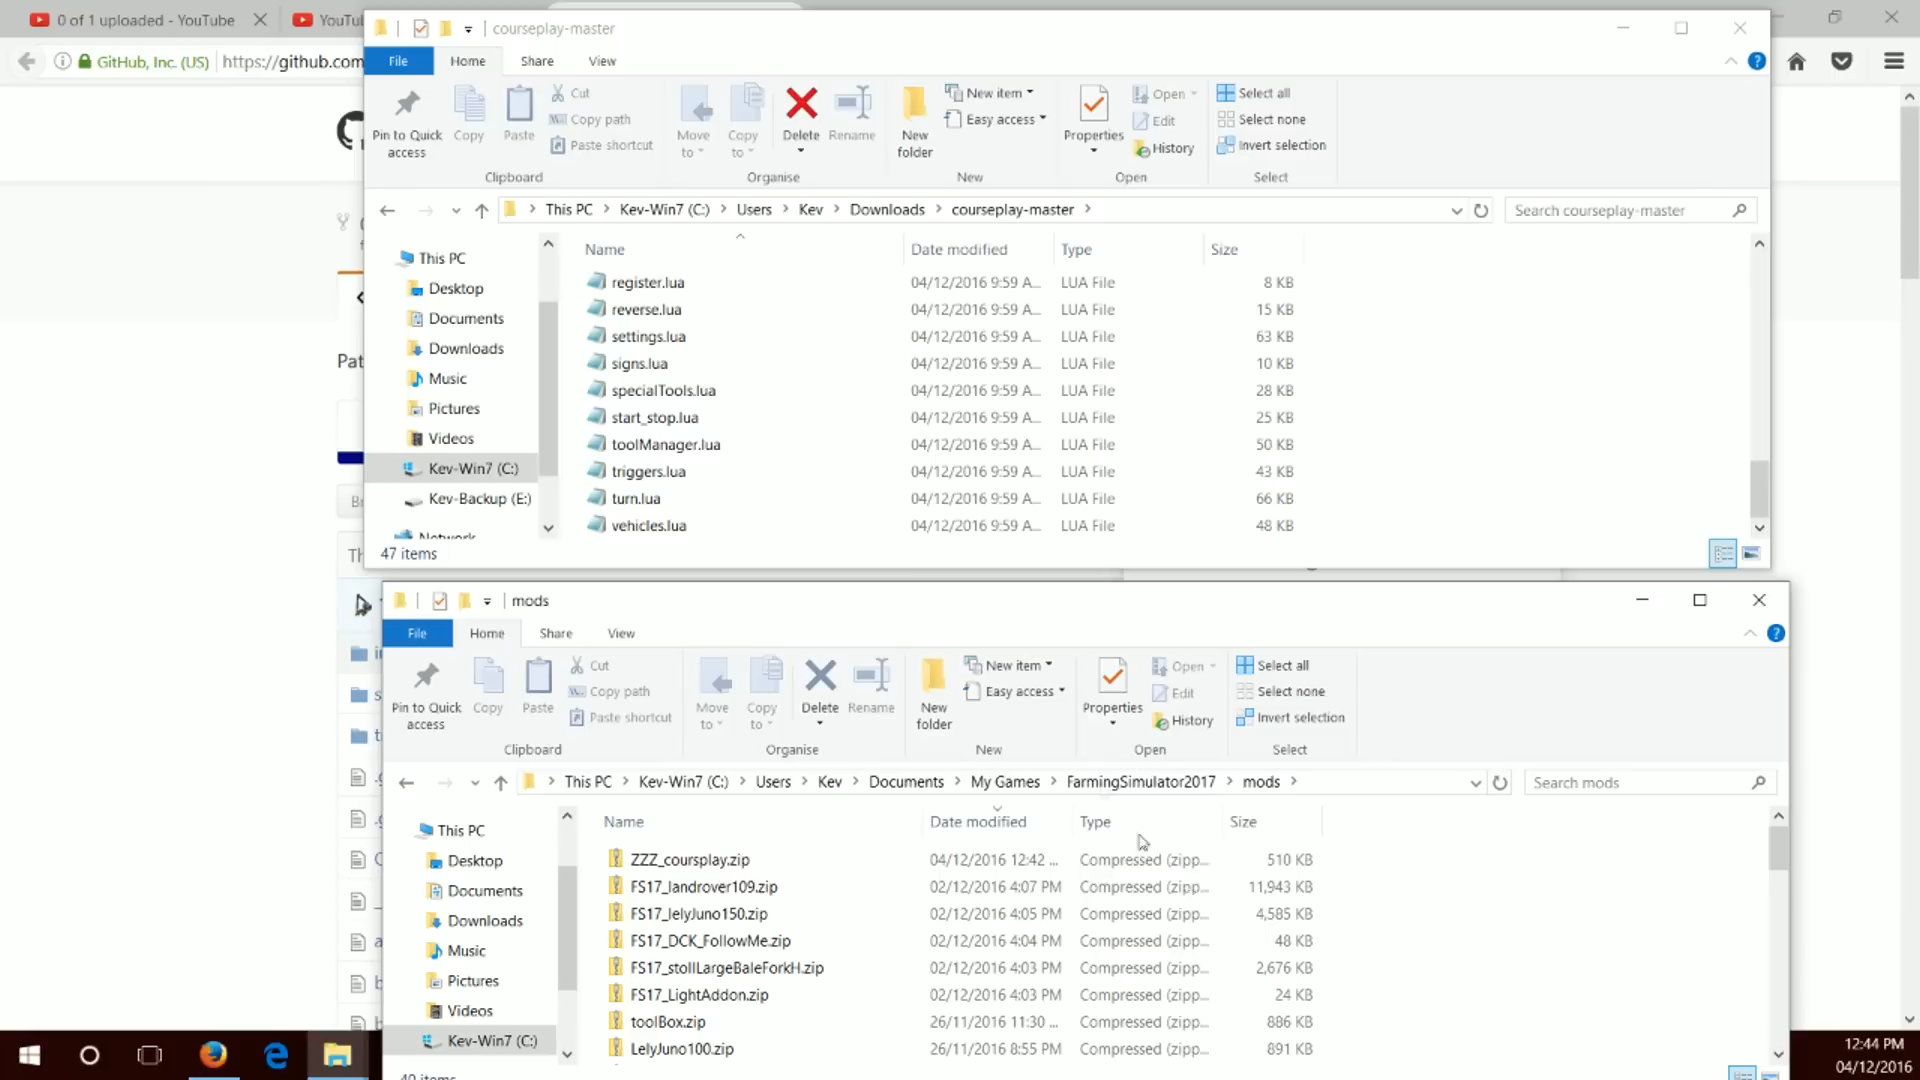 0 of 1 uploaded - YouTube
GitHub, Inc. (US)
https://github.com
courseplay-master
File
Home
Share
View
Pin to Quick access
Copy
Paste
Cut
Copy path
Paste shortcut
Clipboard
Move to
Copy to
Delete
Rename
Organise
New folder
New item
Easy access
New
Properties
Open
Edit
History
Open
Select all
Select none
Invert selection
Select
This PC
Kev-Win7 (C:)
Users
Kev
Downloads
courseplay-master
Search courseplay-master
Name
Date modified
Type
Size
This PC
Desktop
Documents
Downloads
Music
Pictures
Videos
Kev-Win7 (C:)
Kev-Backup (E:)
Network
register.lua 04/12/2016 9:59 A... LUA File 8 KB
reverse.lua 04/12/2016 9:59 A... LUA File 15 KB
settings.lua 04/12/2016 9:59 A... LUA File 63 KB
signs.lua 04/12/2016 9:59 A... LUA File 10 KB
specialTools.lua 04/12/2016 9:59 A... LUA File 28 KB
start_stop.lua 04/12/2016 9:59 A... LUA File 25 KB
toolManager.lua 04/12/2016 9:59 A... LUA File 50 KB
triggers.lua 04/12/2016 9:59 A... LUA File 43 KB
turn.lua 04/12/2016 9:59 A... LUA File 66 KB
vehicles.lua 04/12/2016 9:59 A... LUA File 48 KB
47 items
Pat
mods
File
Home
Share
View
Pin to Quick access
Copy
Paste
Cut
Copy path
Paste shortcut
Clipboard
Move to
Copy to
Delete
Rename
Organise
New folder
New item
Easy access
New
Properties
Open
Edit
History
Open
Select all
Select none
Invert selection
Select
This PC
Kev-Win7 (C:)
Users
Kev
Documents
My Games
FarmingSimulator2017
mods
Search mods
Name
Date modified
Type
Size
This PC
Desktop
Documents
Downloads
Music
Pictures
Videos
Kev-Win7 (C:)
ZZZ_coursplay.zip 04/12/2016 12:42 ... Compressed (zipp... 510 KB
FS17_landrover109.zip 02/12/2016 4:07 PM Compressed (zipp... 11,943 KB
FS17_lelyJuno150.zip 02/12/2016 4:05 PM Compressed (zipp... 4,585 KB
FS17_DCK_FollowMe.zip 02/12/2016 4:04 PM Compressed (zipp... 48 KB
FS17_stollLargeBaleForkH.zip 02/12/2016 4:03 PM Compressed (zipp... 2,676 KB
FS17_LightAddon.zip 02/12/2016 4:03 PM Compressed (zipp... 24 KB
toolBox.zip 26/11/2016 11:30 ... Compressed (zipp... 886 KB
LelyJuno100.zip 26/11/2016 8:55 PM Compressed (zipp... 891 KB
12:44 PM
04/12/2016